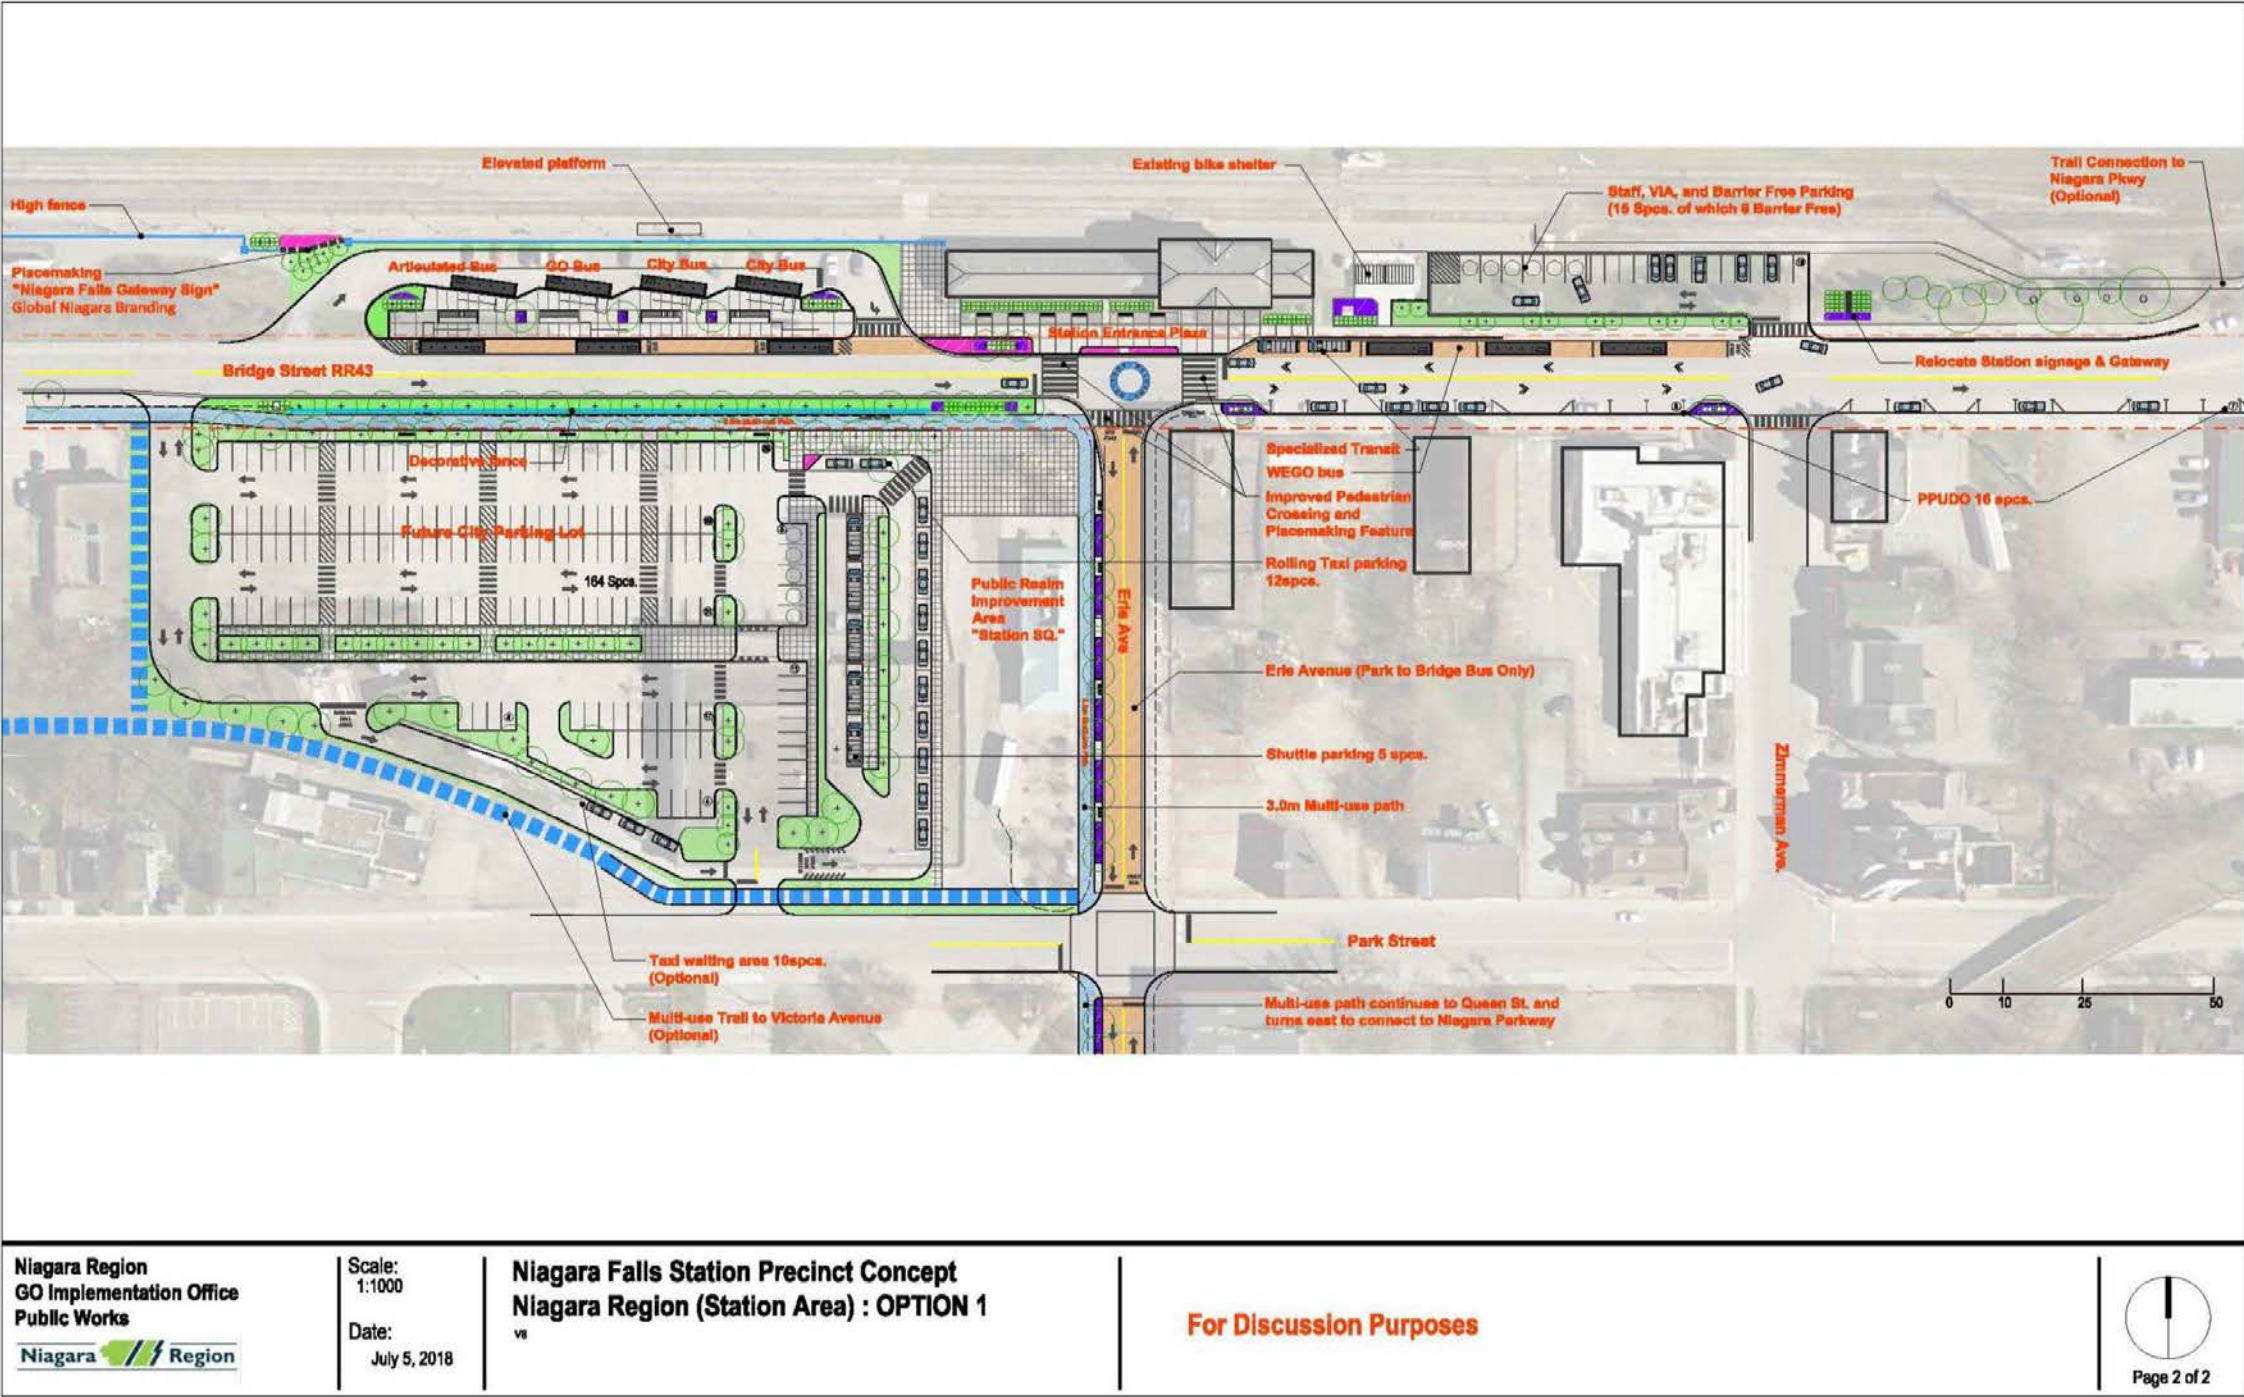 Elevated platform
Existing bike shelter
Trail Connection to
Niagara Pkwy
(Optional)
High fence
Staff, VIA, and Barrier Free Parking
(15 Spcs. of which 6 Barrier Free)
Placemaking
"Niagara Falls Gateway Sign"
Global Niagara Branding
Articulated Bus
GO Bus
City Bus
City Bus
Station Entrance Plaza
Bridge Street RR43
Relocate Station signage & Gateway
Decorative fence
Specialized Transit
WEGO bus
Improved Pedestrian
Crossing and
Placemaking Feature
PPUDO 16 spcs.
Future City Parking Lot
164 Spcs.
Rolling Taxi parking
12spcs.
Public Realm
Improvement
Area
"Station SQ."
Erie Ave
Erie Avenue (Park to Bridge Bus Only)
Shuttle parking 5 spcs.
3.0m Multi-use path
Zimmerman Ave.
Park Street
Taxi waiting area 10spcs.
(Optional)
Multi-use Trail to Victoria Avenue
(Optional)
Multi-use path continues to Queen St. and
turns east to connect to Niagara Parkway
0 10 25 50
Niagara Region
GO Implementation Office
Public Works
Niagara Region
Scale:
1:1000
Date:
July 5, 2018
Niagara Falls Station Precinct Concept
Niagara Region (Station Area) : OPTION 1
For Discussion Purposes
Page 2 of 2